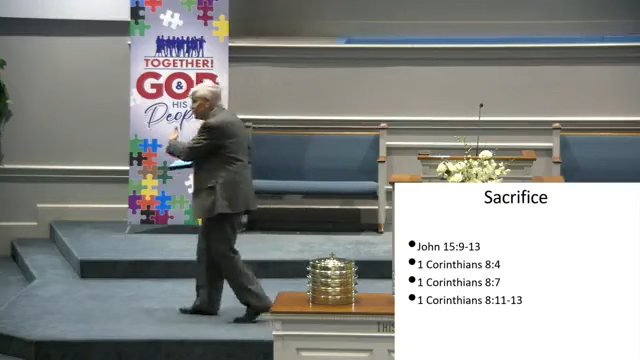 TOGETHER!
GOD
&
HIS
People
Sacrifice
John 15:9-13
1 Corinthians 8:4
1 Corinthians 8:7
1 Corinthians 8:11-13
THIS